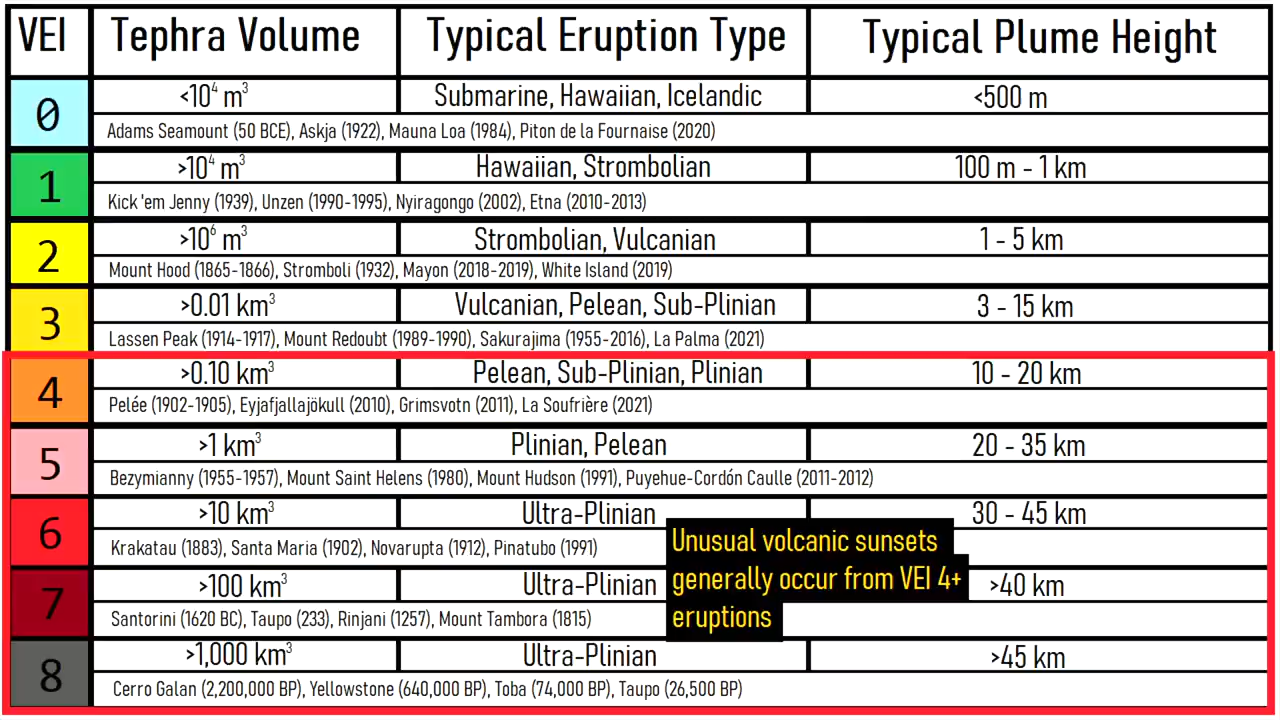 VEI Tephra Volume Typical Eruption Type Typical Plume Height
0 <10⁴ m³ Submarine, Hawaiian, Icelandic <500 m
Adams Seamount (50 BCE), Askja (1922), Mauna Loa (1984), Piton de la Fournaise (2020)
1 >10⁴ m³ Hawaiian, Strombolian 100 m - 1 km
Kick 'em Jenny (1939), Unzen (1990-1995), Nyiragongo (2002), Etna (2010-2013)
2 >10⁶ m³ Strombolian, Vulcanian 1 - 5 km
Mount Hood (1865-1866), Stromboli (1932), Mayon (2018-2019), White Island (2019)
3 >0.01 km³ Vulcanian, Pelean, Sub-Plinian 3 - 15 km
Lassen Peak (1914-1917), Mount Redoubt (1989-1990), Sakurajima (1955-2016), La Palma (2021)
4 >0.10 km³ Pelean, Sub-Plinian, Plinian 10 - 20 km
Pelée (1902-1905), Eyjafjallajökull (2010), Grimsvotn (2011), La Soufrière (2021)
5 >1 km³ Plinian, Pelean 20 - 35 km
Bezymianny (1955-1957), Mount Saint Helens (1980), Mount Hudson (1991), Puyehue-Cordón Caulle (2011-2012)
6 >10 km³ Ultra-Plinian 30 - 45 km
Krakatau (1883), Santa Maria (1902), Novarupta (1912), Pinatubo (1991)
7 >100 km³ Ultra-Plinian >40 km
Santorini (1620 BC), Taupo (233), Rinjani (1257), Mount Tambora (1815)
8 >1,000 km³ Ultra-Plinian >45 km
Cerro Galan (2,200,000 BP), Yellowstone (640,000 BP), Toba (74,000 BP), Taupo (26,500 BP)
Unusual volcanic sunsets
generally occur from VEI 4+
eruptions